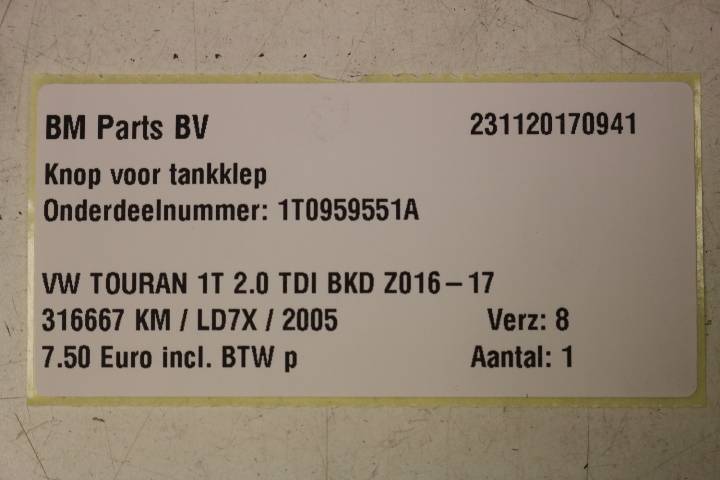 BM Parts BV 231120170941
Knop voor tankklep
Onderdeelnummer: 1T0959551A
VW TOURAN 1T 2.0 TDI BKD Z016-17
316667 KM / LD7X / 2005 Verz: 8
7.50 Euro incl. BTW p Aantal: 1